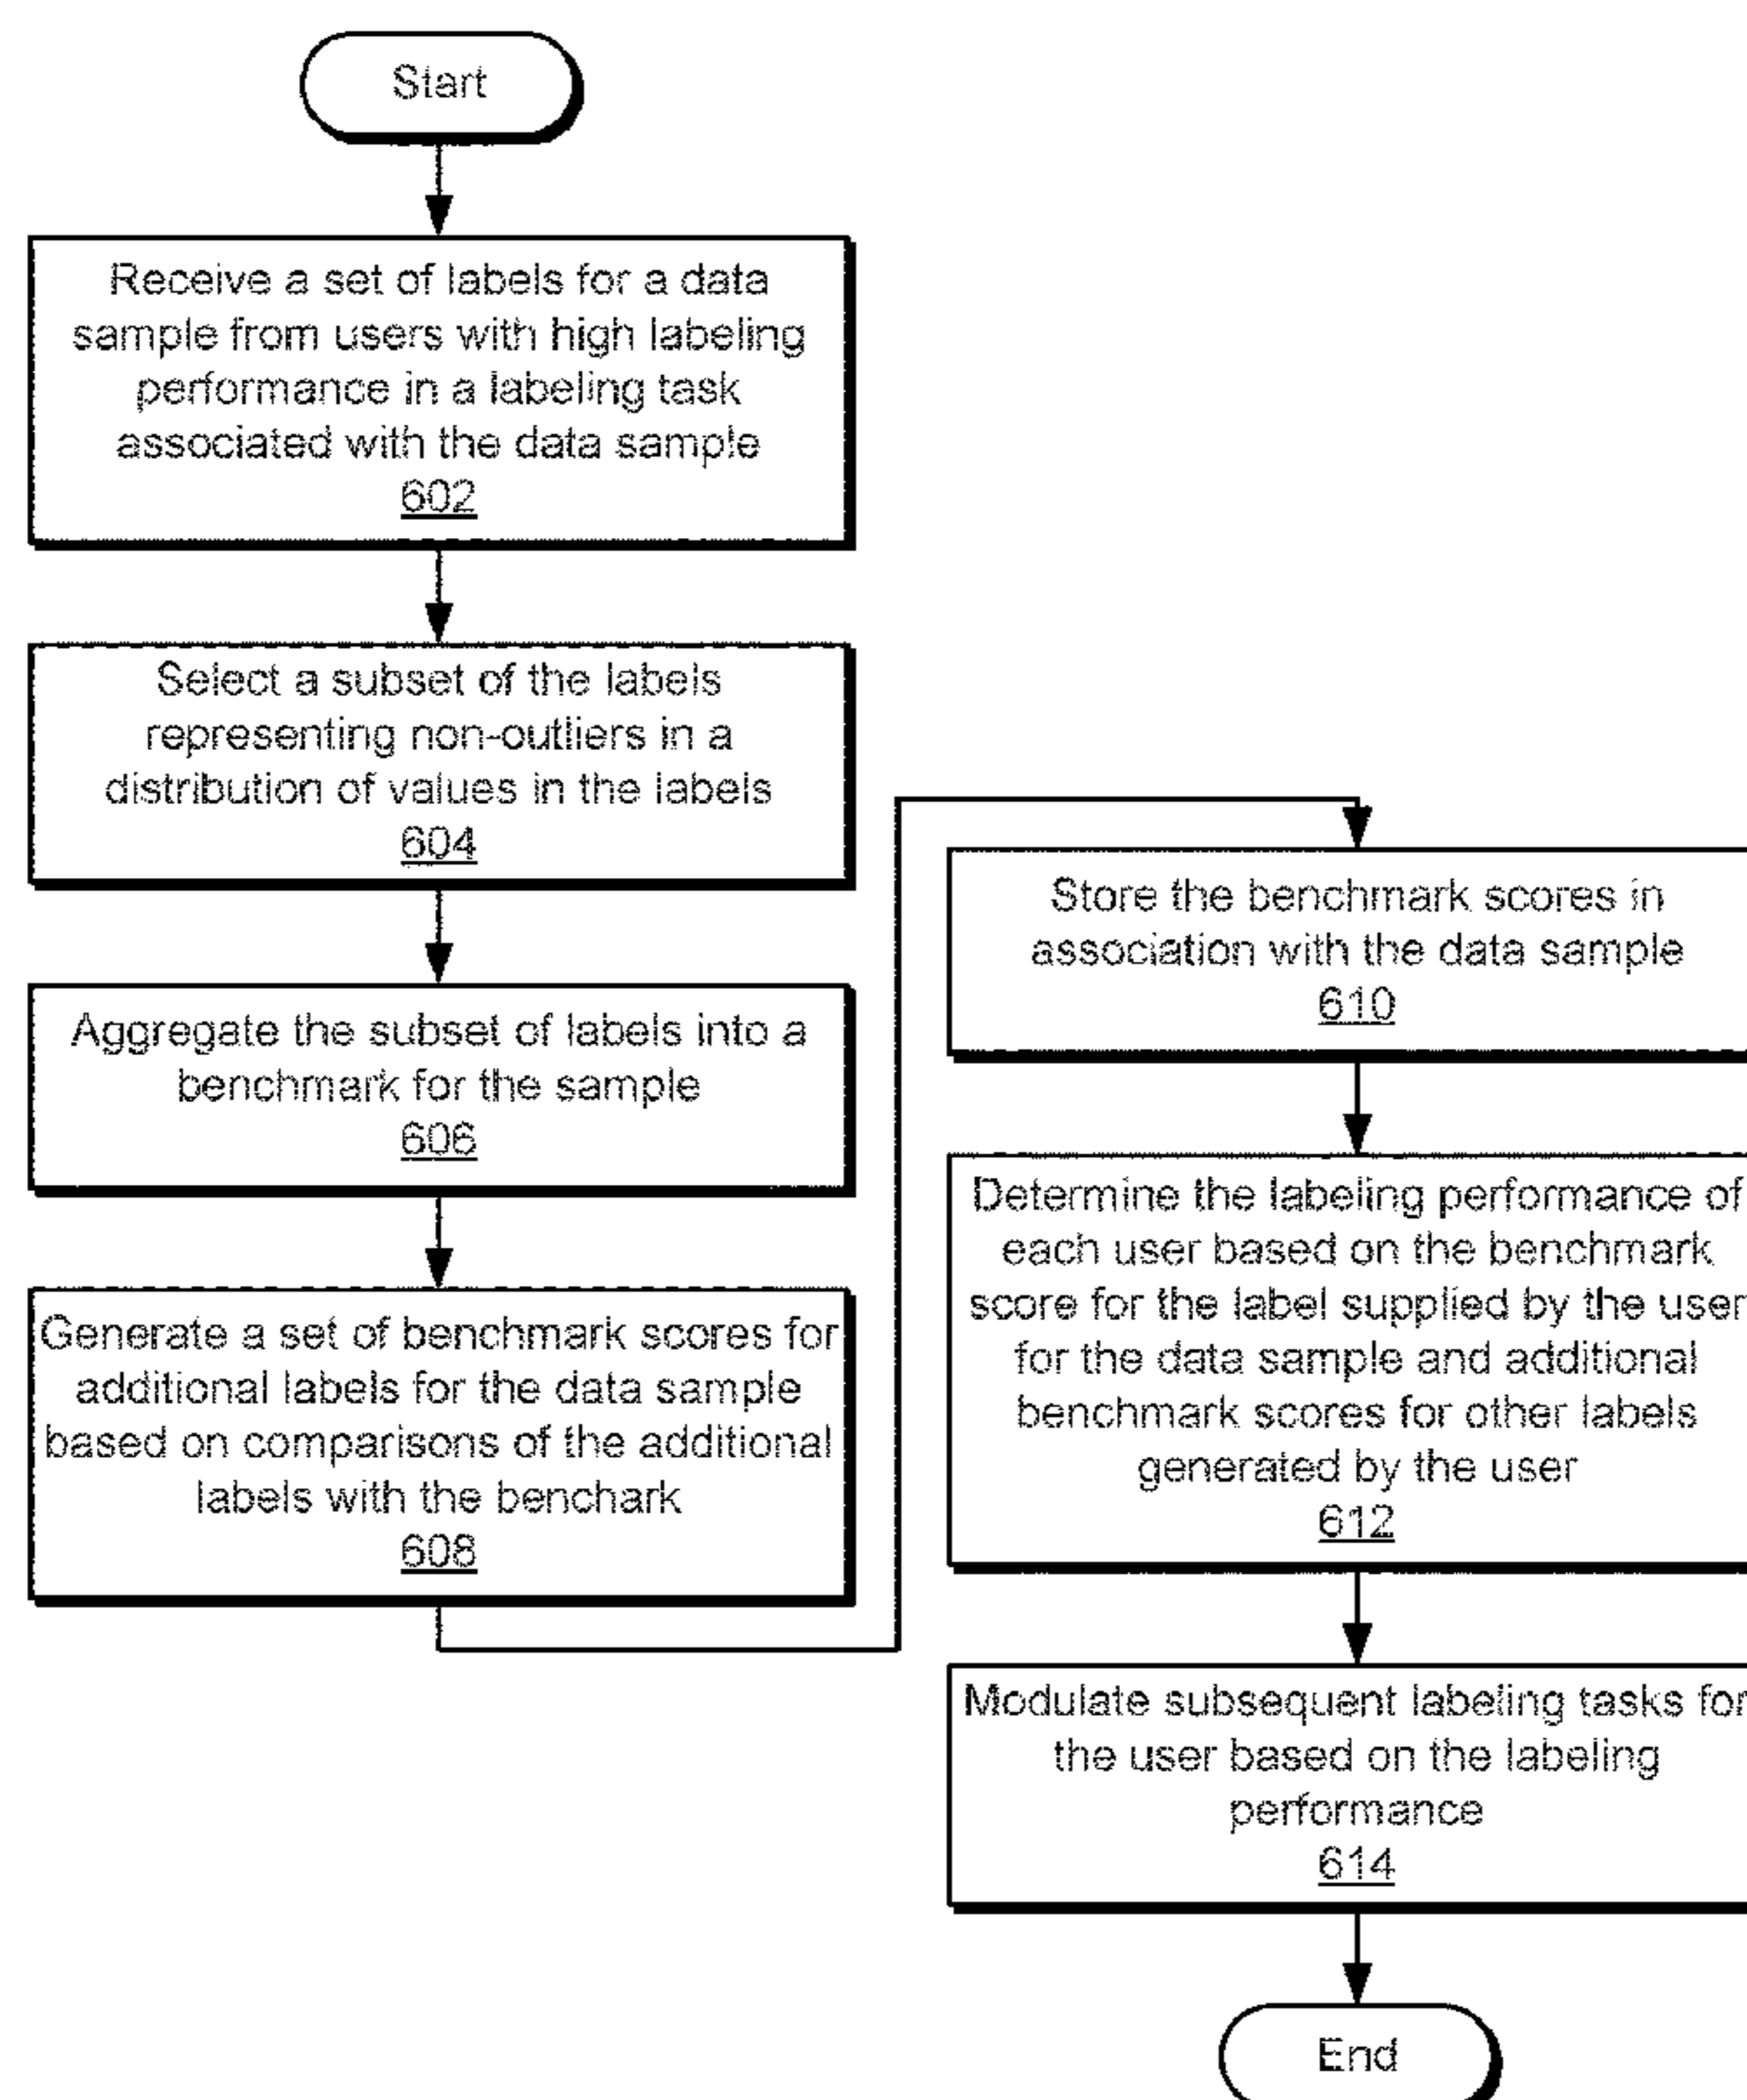 Start
Receive a set of labels for a data
sample from users with high labeling
performance in a labeling task
associated with the data sample
602
Select a subset of the labels
representing non-outliers in a
distribution of values in the labels
604
Aggregate the subset of labels into a
benchmark for the sample
606
Generate a set of benchmark scores for
additional labels for the data sample
based on comparisons of the additional
labels with the benchark
608
Store the benchmark scores in
association with the data sample
610
Determine the labeling performance of
each user based on the benchmark
score for the label supplied by the user
for the data sample and additional
benchmark scores for other labels
generated by the user
612
Modulate subsequent labeling tasks for
the user based on the labeling
performance
614
End